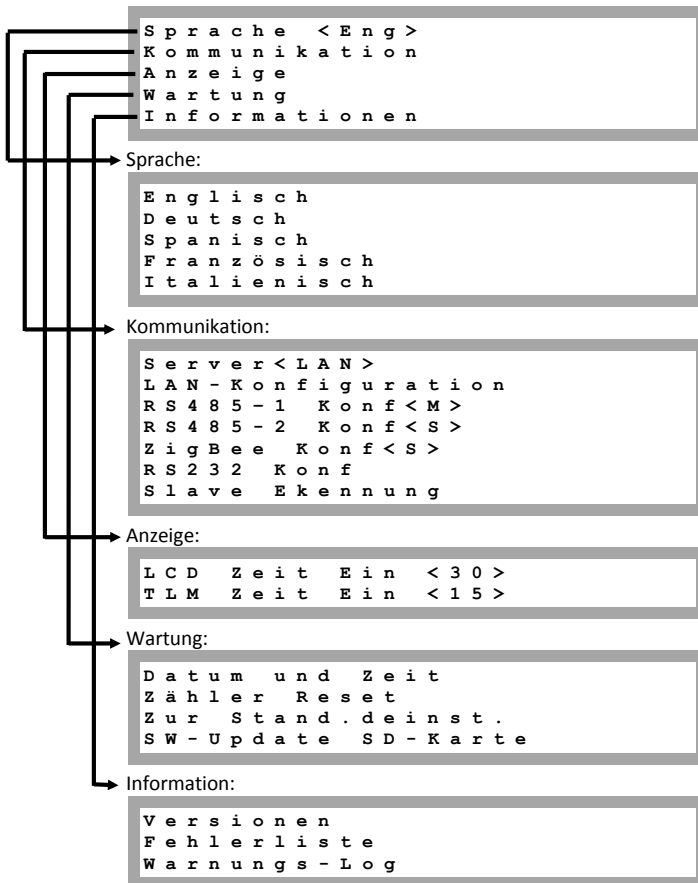 Sprache <Eng>
Kommunikation
Anzeige
Wartung
Informationen
Sprache:
Englisch
Deutsch
Spanisch
Französisch
Italienisch
Kommunikation:
Server<LAN>
LAN-Konfiguration
RS485-1 Konf<M>
RS485-2 Konf<S>
ZigBee Konf<S>
RS232 Konf
Slave Ekennung
Anzeige:
LCD Zeit Ein <30>
TLM Zeit Ein <15>
Wartung:
Datum und Zeit
Zähler Reset
Zur Stand.deinst.
SW-Update SD-Karte
Information:
Versionen
Fehlerliste
Warnungs-Log